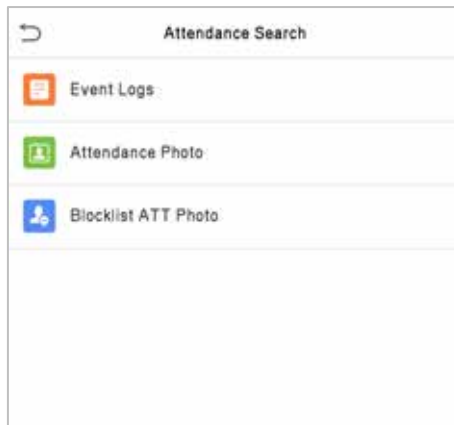 Attendance Search
Event Logs
Attendance Photo
Blocklist ATT Photo